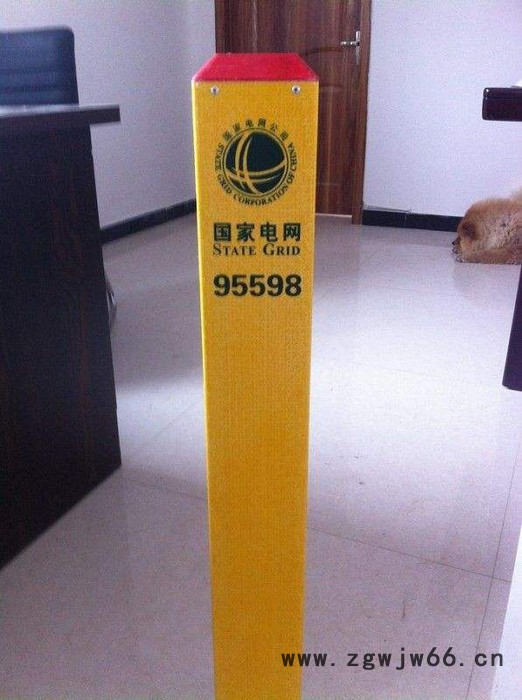 国家电网公司
STATE GRID CORPORATION OF CHINA
国家电网
STATE GRID
95598
www.zgwjw66.cn